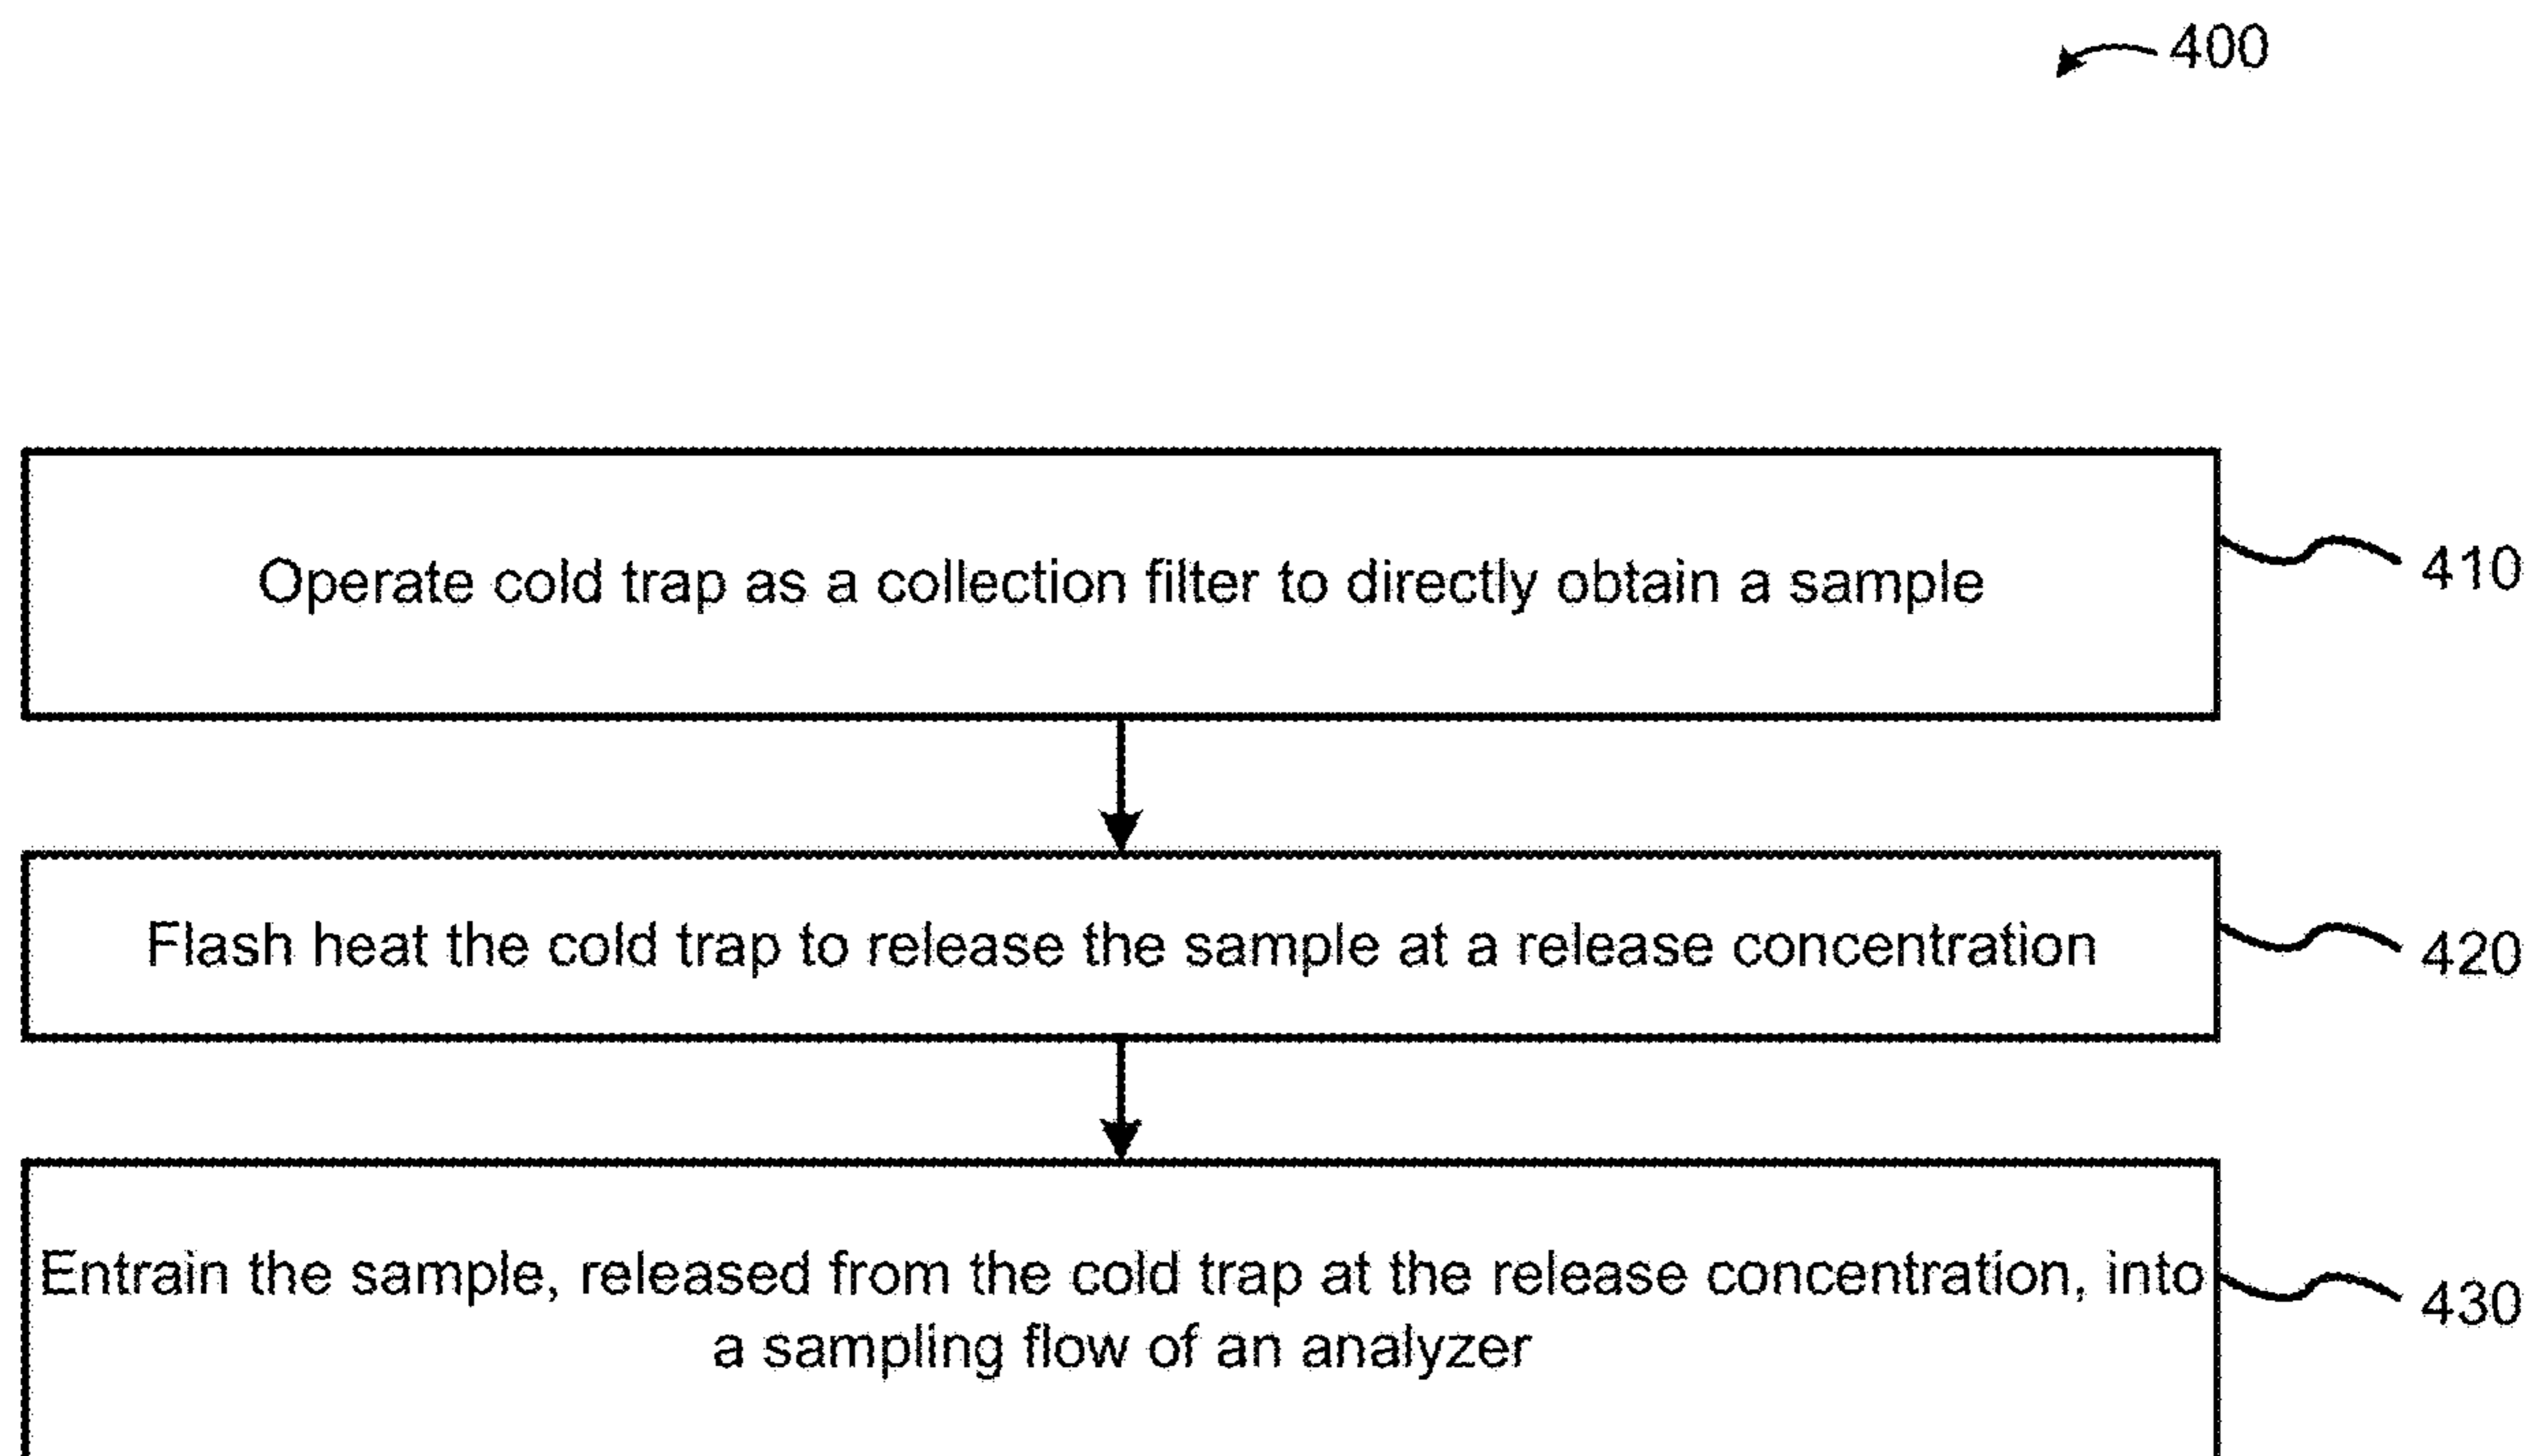 400
Operate cold trap as a collection filter to directly obtain a sample
410
Flash heat the cold trap to release the sample at a release concentration
420
Entrain the sample, released from the cold trap at the release concentration, into
a sampling flow of an analyzer
430